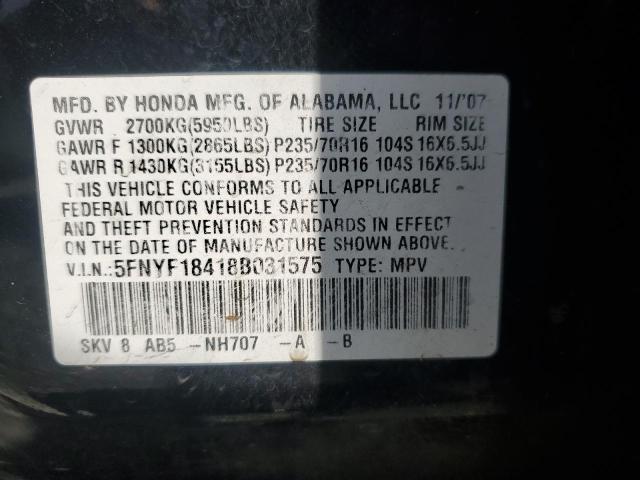 MFD. BY HONDA MFG. OF ALABAMA, LLC 11/'07
GVWR 2700KG(5950LBS) TIRE SIZE RIM SIZE
GAWR F 1300KG(2865LBS) P235/70R16 104S 16X6.5JJ
GAWR R 1430KG(3155LBS) P235/70R16 104S 16X6.5JJ
THIS VEHICLE CONFORMS TO ALL APPLICABLE
FEDERAL MOTOR VEHICLE SAFETY
AND THEFT PREVENTION STANDARDS IN EFFECT
ON THE DATE OF MANUFACTURE SHOWN ABOVE.
V.I.N.:5FNYF18418B031575 TYPE: MPV
SKV 8 AB5 -NH707 -A -B